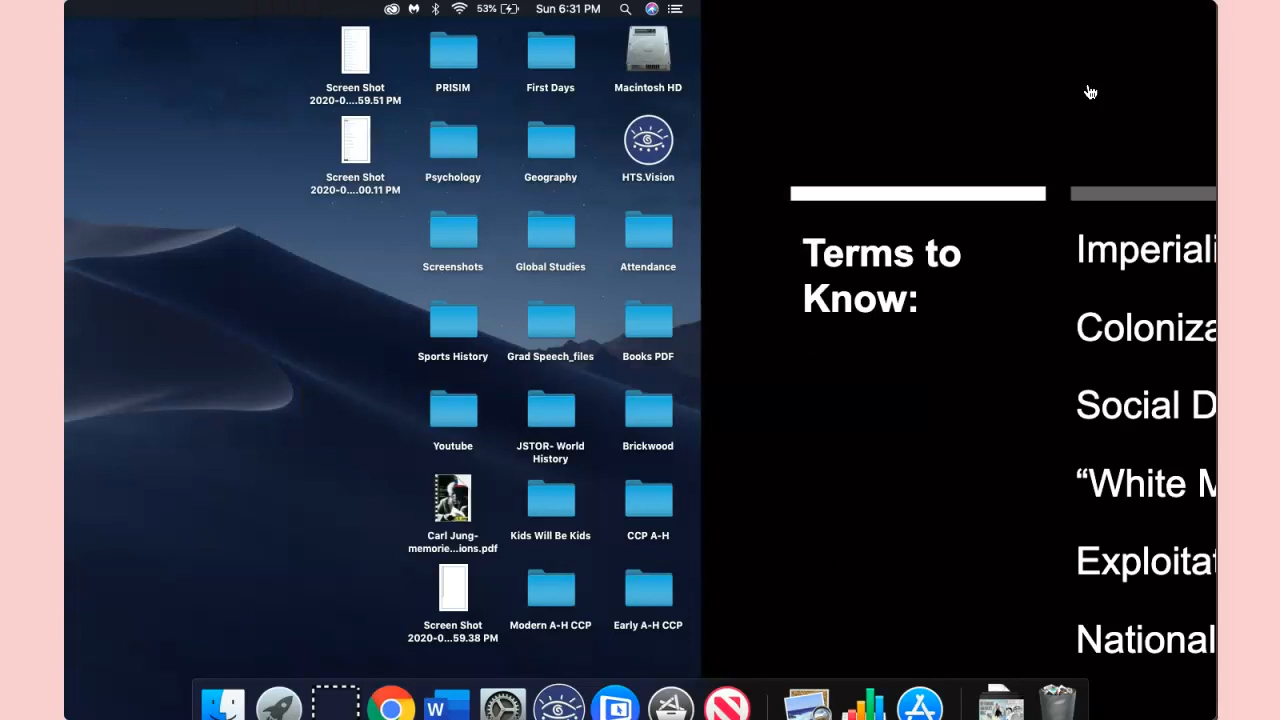 53% Sun 6:31 PM
Screen Shot
2020-0....59.51 PM
PRISIM
First Days
Macintosh HD
Screen Shot
2020-0....00.11 PM
Psychology
Geography
HTS.Vision
Screenshots
Global Studies
Attendance
Sports History
Grad Speech_files
Books PDF
Youtube
JSTOR- World
History
Brickwood
Carl Jung-
memorie...ions.pdf
Kids Will Be Kids
CCP A-H
Screen Shot
2020-0...59.38 PM
Modern A-H CCP
Early A-H CCP
W
Terms to
Know:
Imperiali
Coloniza
Social D
“White M
Exploitat
National